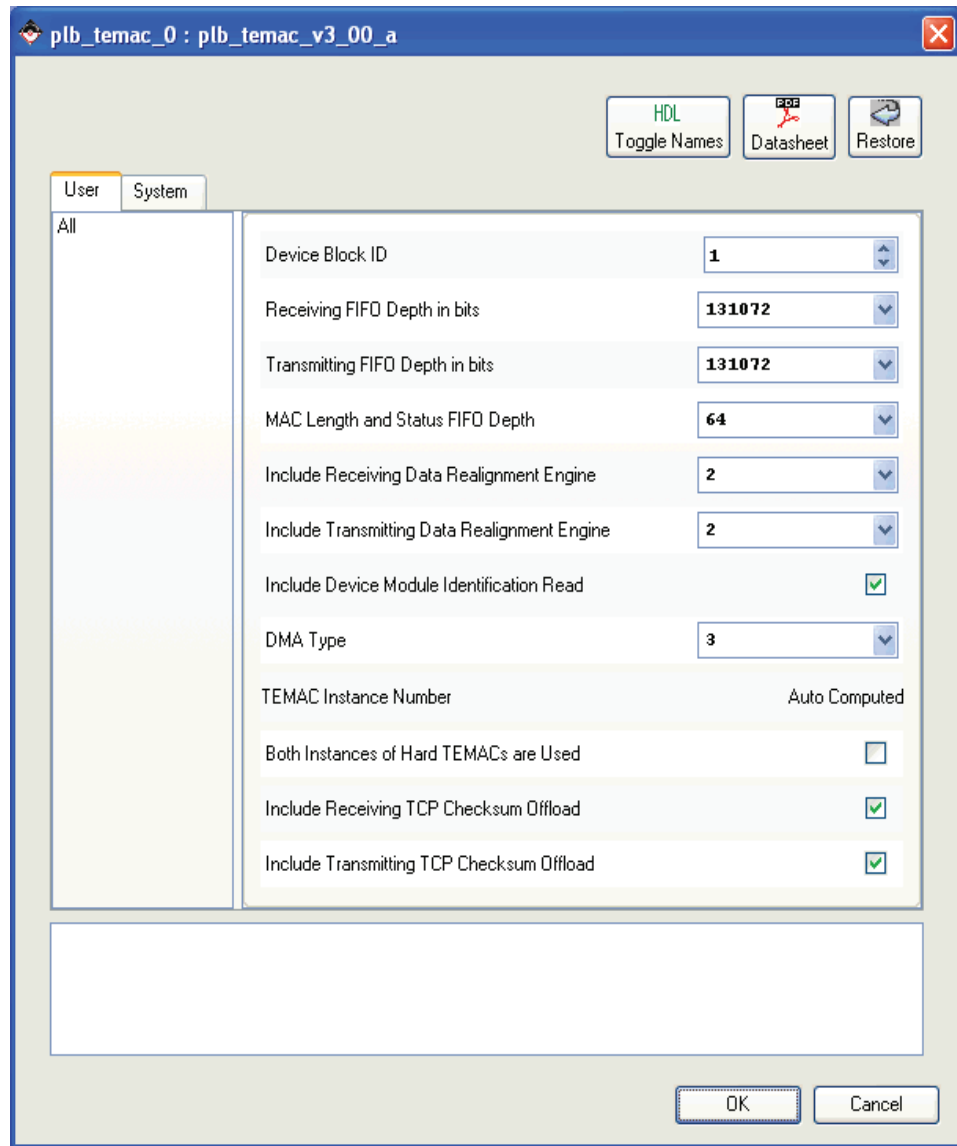 plb_temac_0 : plb_temac_v3_00_a
HDL
Toggle Names
PDF
Datasheet
Restore
User
System
All
Device Block ID 1
Receiving FIFO Depth in bits 131072
Transmitting FIFO Depth in bits 131072
MAC Length and Status FIFO Depth 64
Include Receiving Data Realignment Engine 2
Include Transmitting Data Realignment Engine 2
Include Device Module Identification Read
DMA Type 3
TEMAC Instance Number Auto Computed
Both Instances of Hard TEMACs are Used
Include Receiving TCP Checksum Offload
Include Transmitting TCP Checksum Offload
OK
Cancel